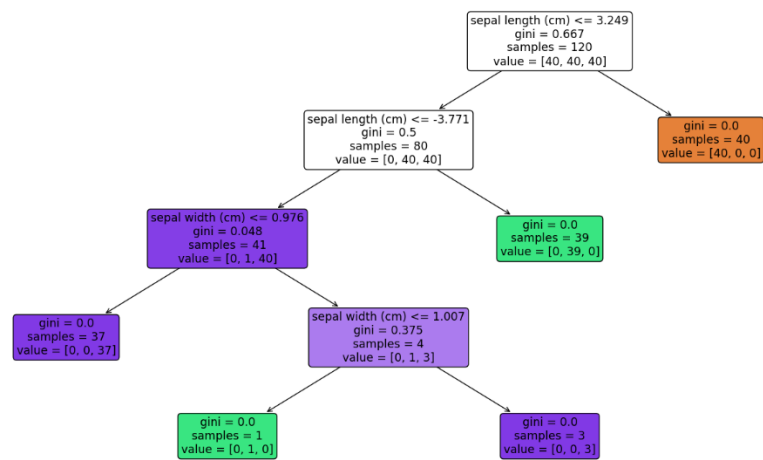 sepal length (cm) <= 3.249
gini = 0.667
samples = 120
value = [40, 40, 40]
sepal length (cm) <= -3.771
gini = 0.5
samples = 80
value = [0, 40, 40]
gini = 0.0
samples = 40
value = [40, 0, 0]
sepal width (cm) <= 0.976
gini = 0.048
samples = 41
value = [0, 1, 40]
gini = 0.0
samples = 39
value = [0, 39, 0]
gini = 0.0
samples = 37
value = [0, 0, 37]
sepal width (cm) <= 1.007
gini = 0.375
samples = 4
value = [0, 1, 3]
gini = 0.0
samples = 1
value = [0, 1, 0]
gini = 0.0
samples = 3
value = [0, 0, 3]